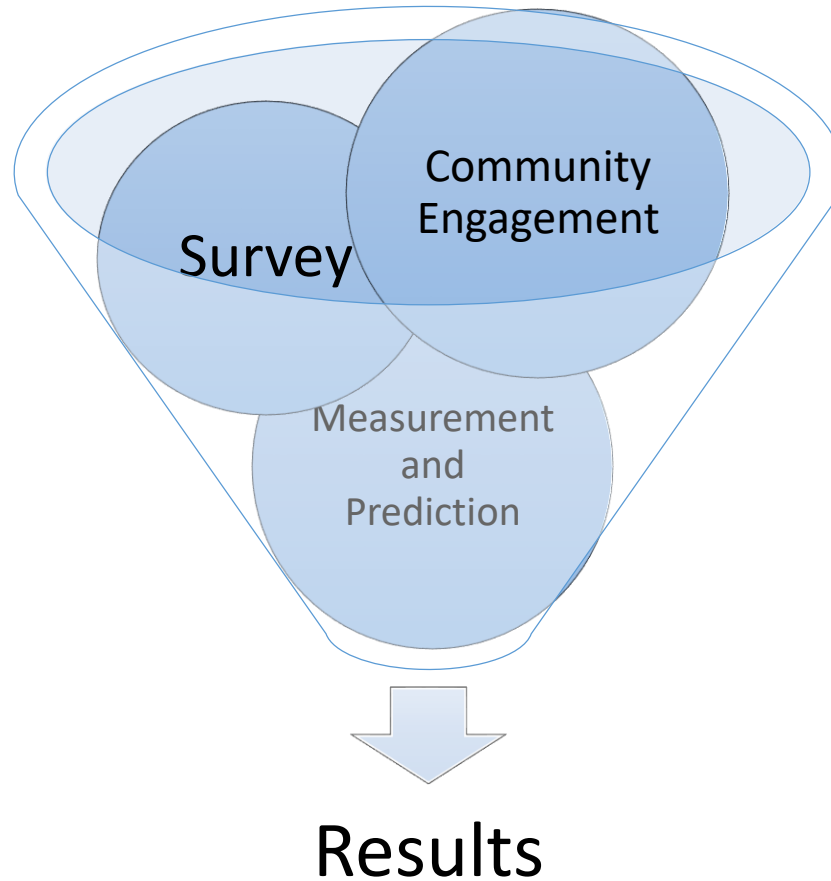 Community
Engagement
Survey
Measurement
and
Prediction
Results